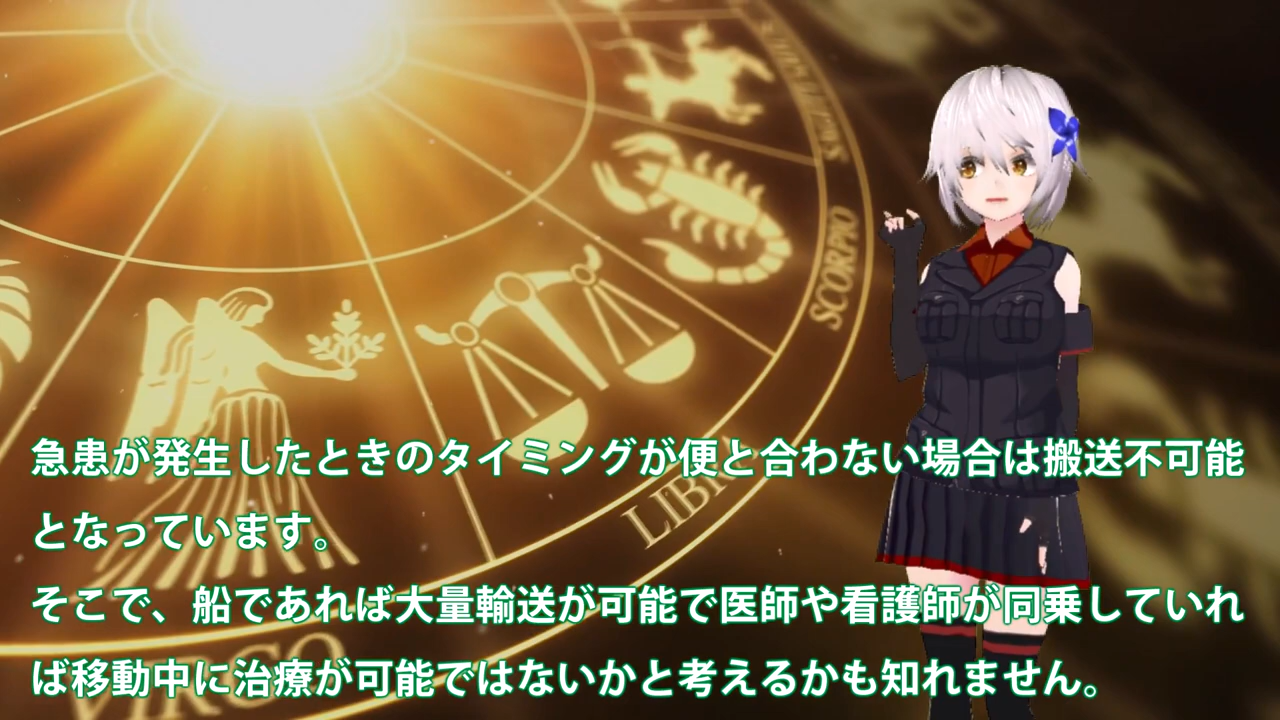 SAGITTARIUS
SCORPIO
LIBRA
VIRGO
急患が発生したときのタイミングが便と合わない場合は搬送不可能
となっています。
そこで、船であれば大量輸送が可能で医師や看護師が同乗していれ
ば移動中に治療が可能ではないかと考えるかも知れません。